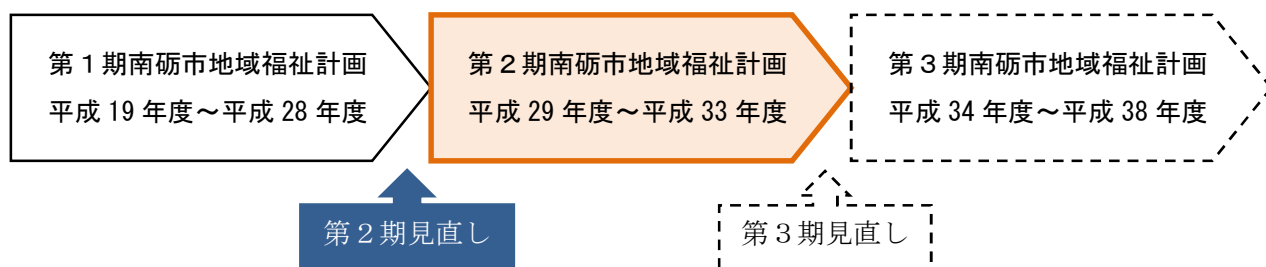 第１期南砺市地域福祉計画
平成 19 年度～平成 28 年度
第２期南砺市地域福祉計画
平成 29 年度～平成 33 年度
第３期南砺市地域福祉計画
平成 34 年度～平成 38 年度
第２期見直し
第３期見直し